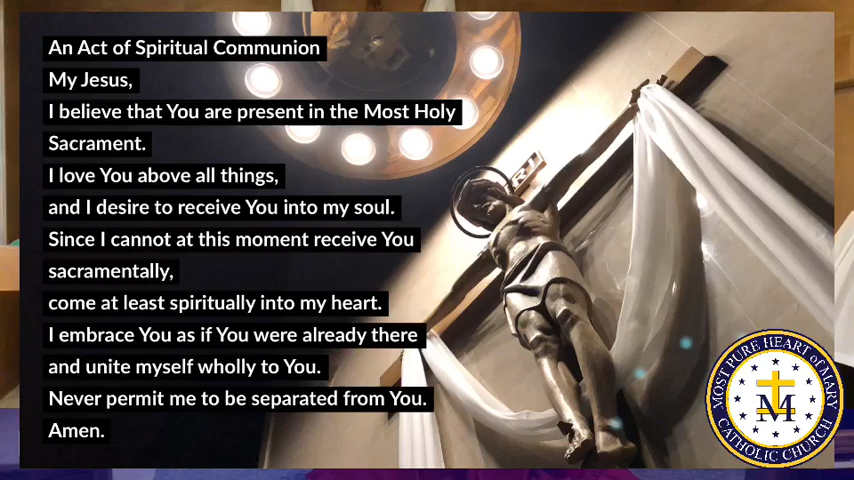 An Act of Spiritual Communion
My Jesus,
I believe that You are present in the Most Holy
Sacrament.
I love You above all things,
and I desire to receive You into my soul.
Since I cannot at this moment receive You
sacramentally,
come at least spiritually into my heart.
I embrace You as if You were already there
and unite myself wholly to You.
Never permit me to be separated from You.
Amen.
RI
MOST PURE HEART of MARY
M
CATHOLIC CHURCH